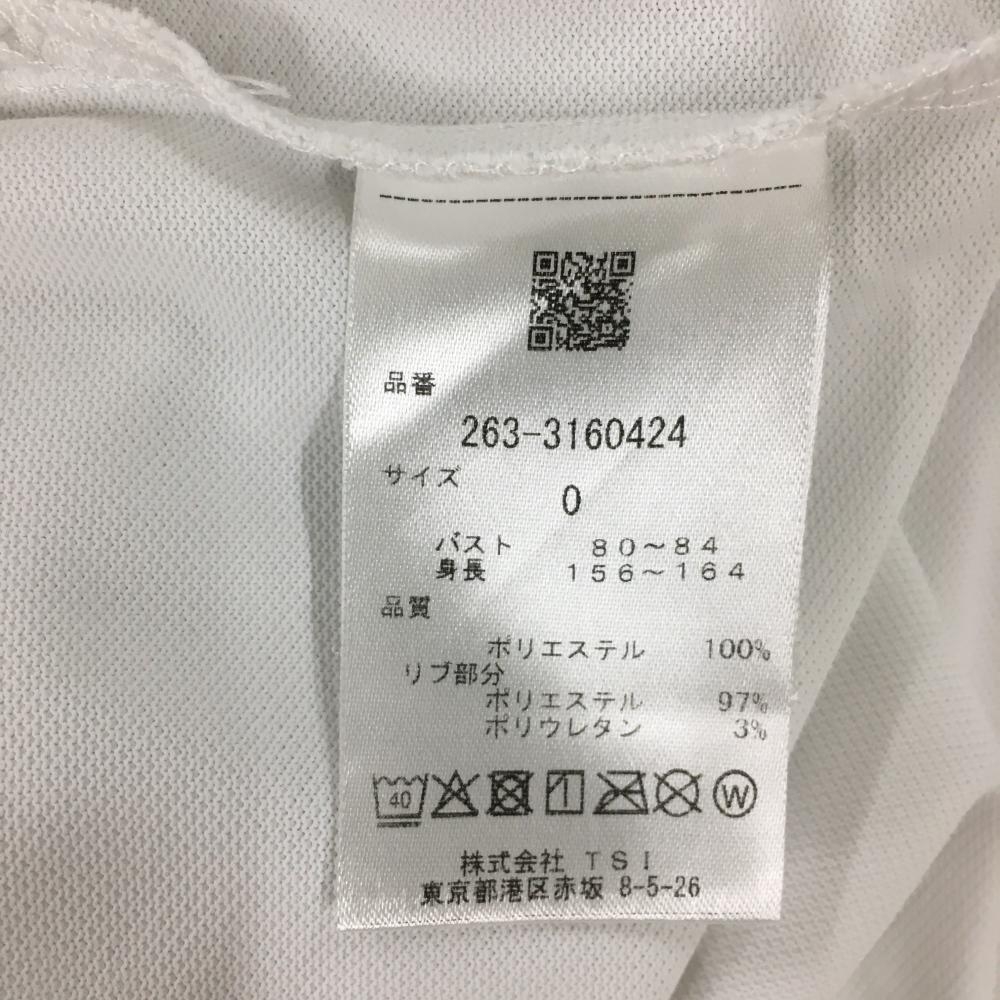 品番
263-3160424
サイズ
0
バスト 80~84
身長 156~164
品質
ポリエステル 100%
リブ部分
ポリエステル 97%
ポリウレタン 3%
40
W
株式会社 TSI
東京都港区赤坂 8-5-26